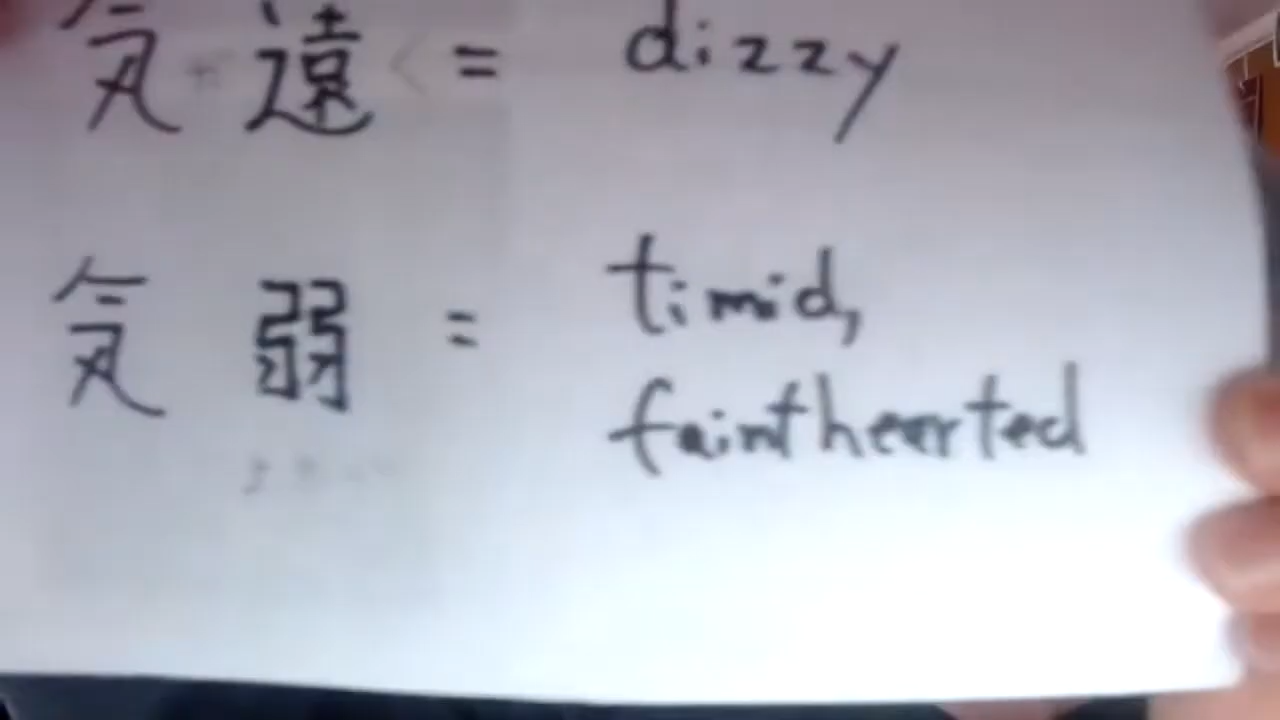 気 遠 = dizzy
気 弱 = timid,
fainthearted